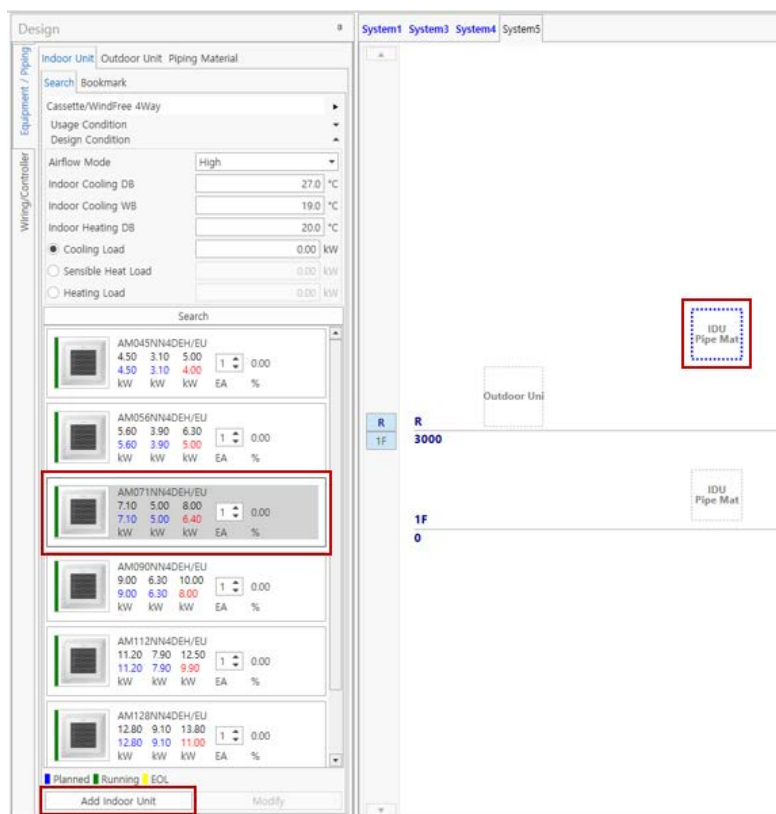 Design
System1 System3 System4 System5
Equipment / Piping
Wiring/Controller
Indoor Unit Outdoor Unit Piping Material
Search Bookmark
Cassette/WindFree 4Way
Usage Condition
Design Condition
Airflow Mode High
Indoor Cooling DB 27.0 °C
Indoor Cooling WB 19.0 °C
Indoor Heating DB 20.0 °C
Cooling Load 0.00 kW
Sensible Heat Load 0.00 kW
Heating Load 0.00 kW
Search
AM045NN4DEH/EU
4.50 3.10 5.00
4.50 3.10 4.00 1 0.00
kW kW kW EA %
AM056NN4DEH/EU
5.60 3.90 6.30
5.60 3.90 5.00 1 0.00
kW kW kW EA %
AM071NN4DEH/EU
7.10 5.00 8.00
7.10 5.00 6.40 1 0.00
kW kW kW EA %
AM090NN4DEH/EU
9.00 6.30 10.00
9.00 6.30 8.00 1 0.00
kW kW kW EA %
AM112NN4DEH/EU
11.20 7.90 12.50
11.20 7.90 9.90 1 0.00
kW kW kW EA %
AM128NN4DEH/EU
12.80 9.10 13.80
12.80 9.10 11.00 1 0.00
kW kW kW EA %
Planned Running EOL
Add Indoor Unit Modify
IDU
Pipe Mat
Outdoor Uni
R R
1F 3000
IDU
Pipe Mat
1F
0